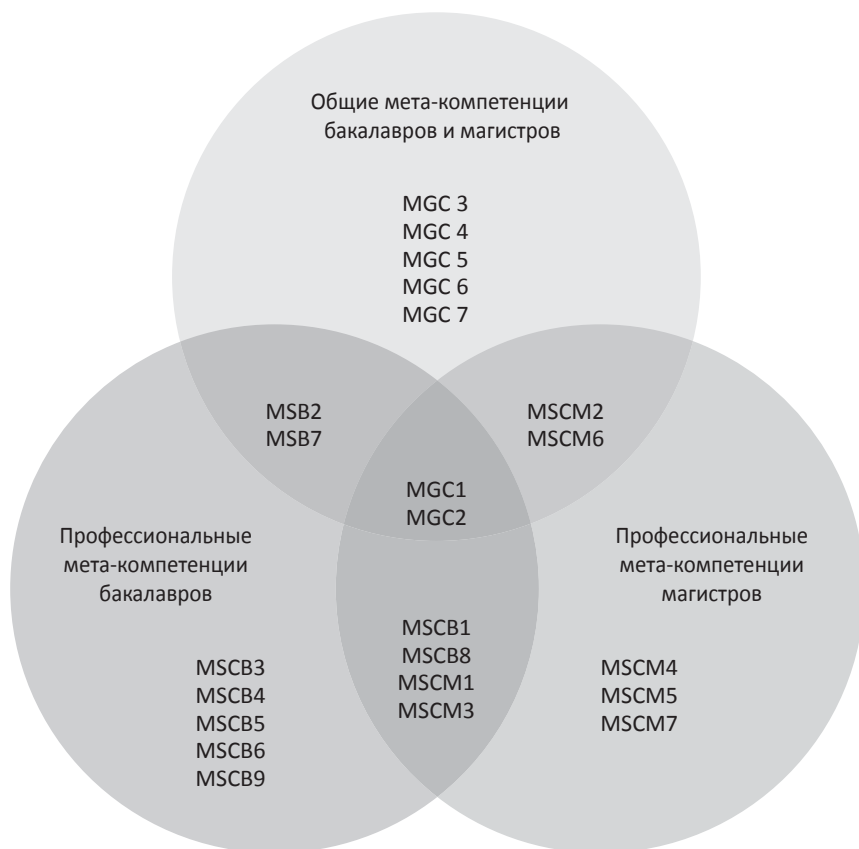 Общие мета-компетенции
бакалавров и магистров
MGC 3
MGC 4
MGC 5
MGC 6
MGC 7
MSB2
MSB7
MSCM2
MSCM6
MGC1
MGC2
Профессиональные
мета-компетенции
бакалавров
Профессиональные
мета-компетенции
магистров
MSCB1
MSCB8
MSCM1
MSCM3
MSCB3
MSCB4
MSCB5
MSCB6
MSCB9
MSCM4
MSCM5
MSCM7